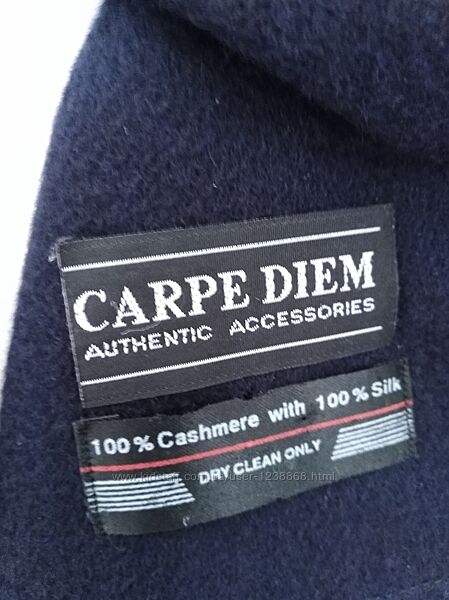 CARPE DIEM
AUTHENTIC ACCESSORIES
100% Cashmere with 100% Silk
DRY CLEAN ONLY